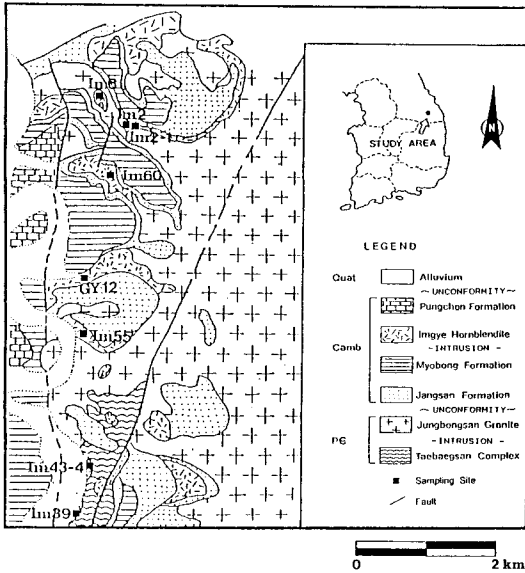 Im6
Im2
Im2-1
Im60
GY12
Im55
Im43-4
Im39
STUDY AREA
N
LEGEND
Quat
Alluvium
~ UNCONFORMITY~
Camb
Pungchon Formation
Imgye Hornblendite
- INTRUSION -
Myobong Formation
Jangsan Formation
~ UNCONFORMITY ~
PЄ
Jungbongsan Granite
- INTRUSION -
Taebaegsan Complex
Sampling Site
Fault
0 2 km